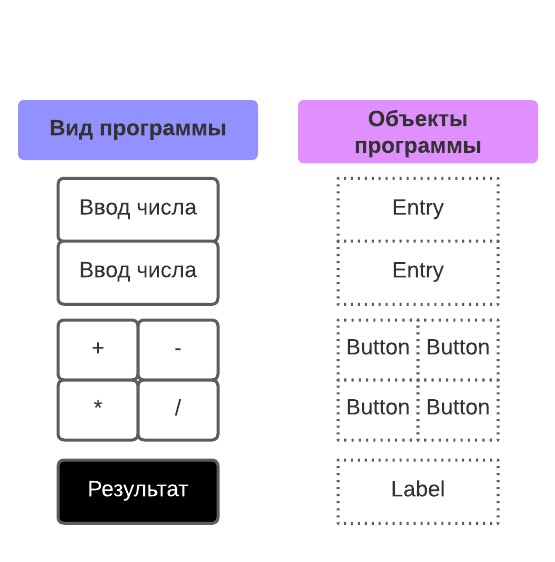 Вид программы
Объекты
программы
Ввод числа
Entry
Ввод числа
Entry
+ -
Button Button
* /
Button Button
Результат
Label